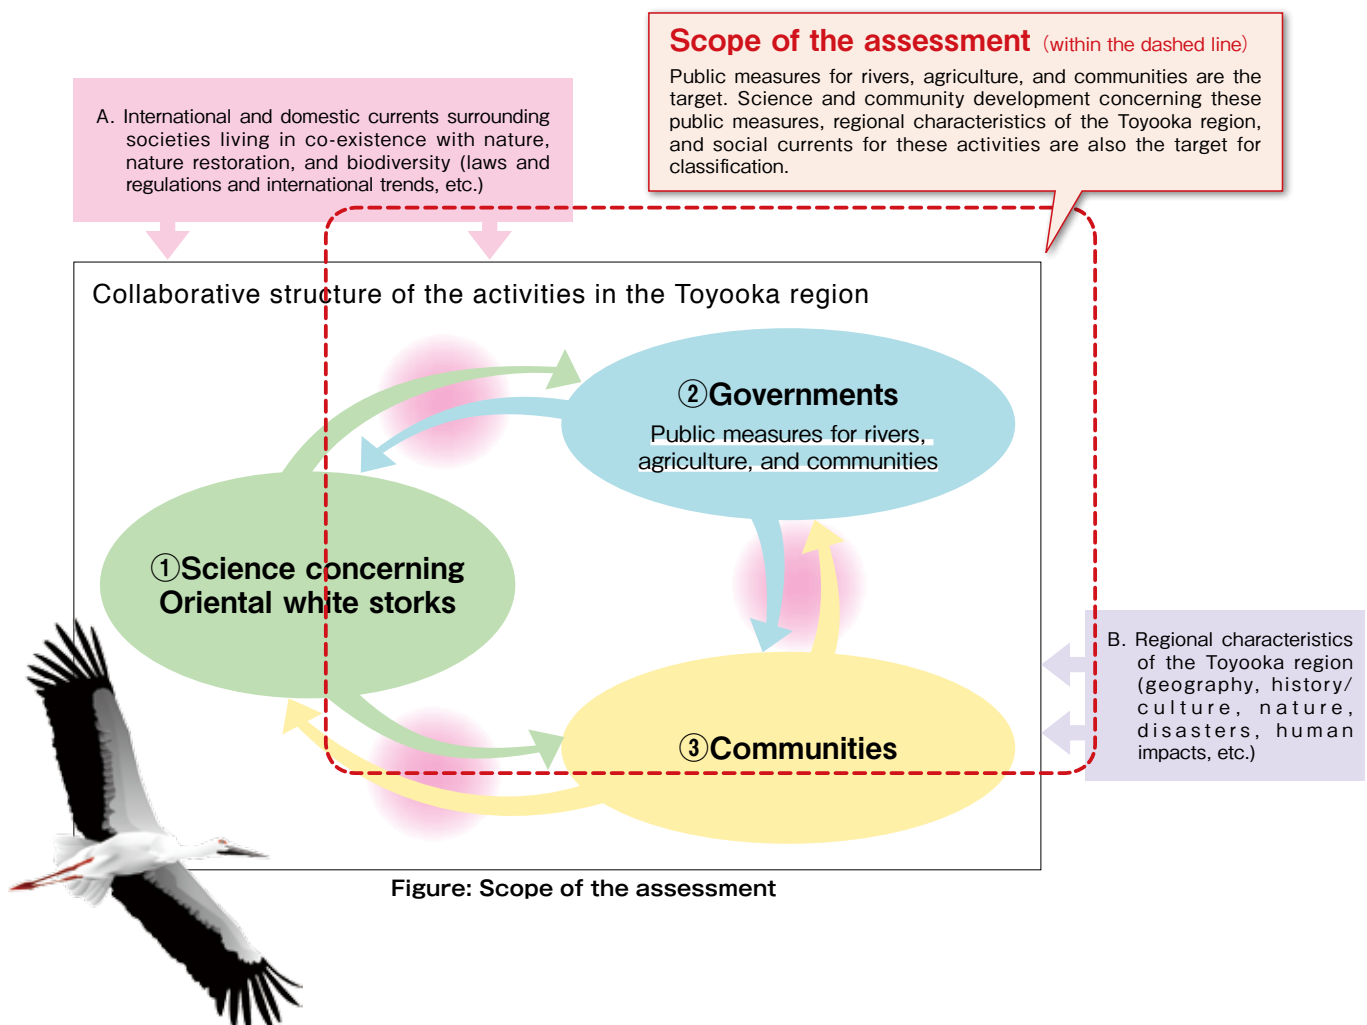 Scope of the assessment (within the dashed line)
Public measures for rivers, agriculture, and communities are the
target. Science and community development concerning these
public measures, regional characteristics of the Toyooka region,
and social currents for these activities are also the target for
classification.
A. International and domestic currents surrounding
societies living in co-existence with nature,
nature restoration, and biodiversity (laws and
regulations and international trends, etc.)
Collaborative structure of the activities in the Toyooka region
②Governments
Public measures for rivers,
agriculture, and communities
①Science concerning
Oriental white storks
③Communities
B. Regional characteristics
of the Toyooka region
(geography, history/
culture, nature,
disasters, human
impacts, etc.)
Figure: Scope of the assessment